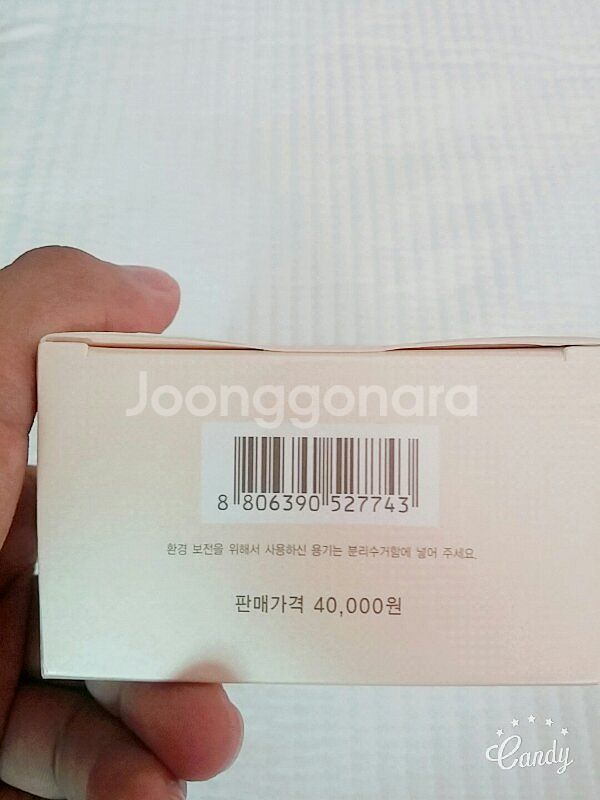 Joonggonara
8 806390 527743
환경 보전을 위해서 사용하신 용기는 분리수거함에 넣어 주세요.
판매가격 40,000원
Candy